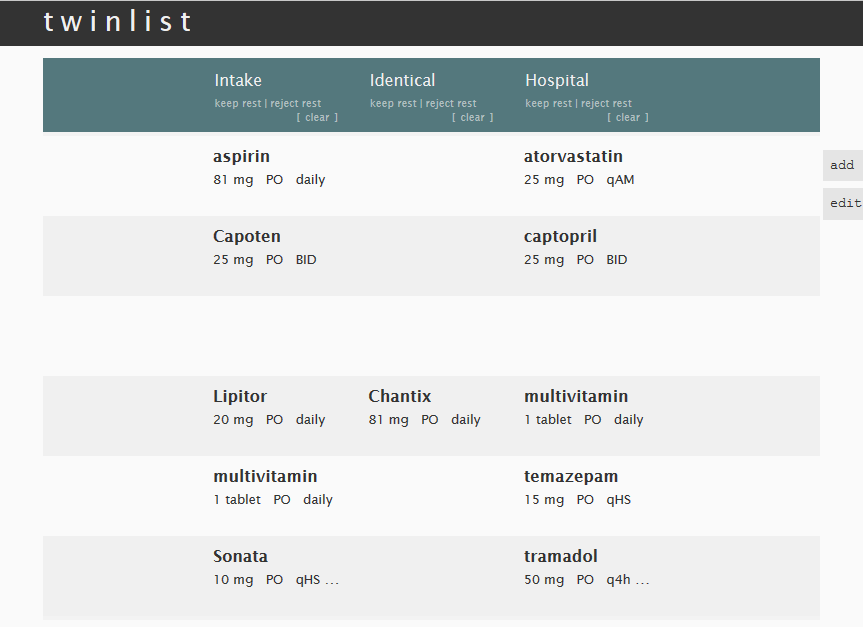 twinlist
Intake Identical Hospital
keep rest | reject rest keep rest | reject rest keep rest | reject rest
[ clear ] [ clear ] [ clear ]
aspirin atorvastatin
81 mg PO daily 25 mg PO qAM
add
edit
Capoten captopril
25 mg PO BID 25 mg PO BID
Lipitor Chantix multivitamin
20 mg PO daily 81 mg PO daily 1 tablet PO daily
multivitamin temazepam
1 tablet PO daily 15 mg PO qHS
Sonata tramadol
10 mg PO qHS ... 50 mg PO q4h ...